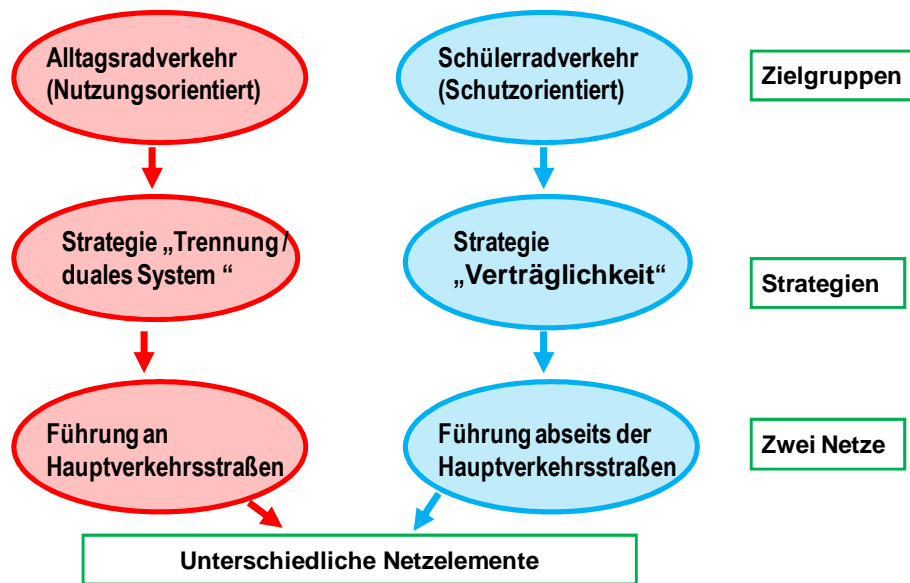 Alltagsradverkehr
(Nutzungsorientiert)
Schülerradverkehr
(Schutzorientiert)
Zielgruppen
Strategie „Trennung /
duales System “
Strategie
„Verträglichkeit“
Strategien
Führung an
Hauptverkehrsstraßen
Führung abseits der
Hauptverkehrsstraßen
Zwei Netze
Unterschiedliche Netzelemente